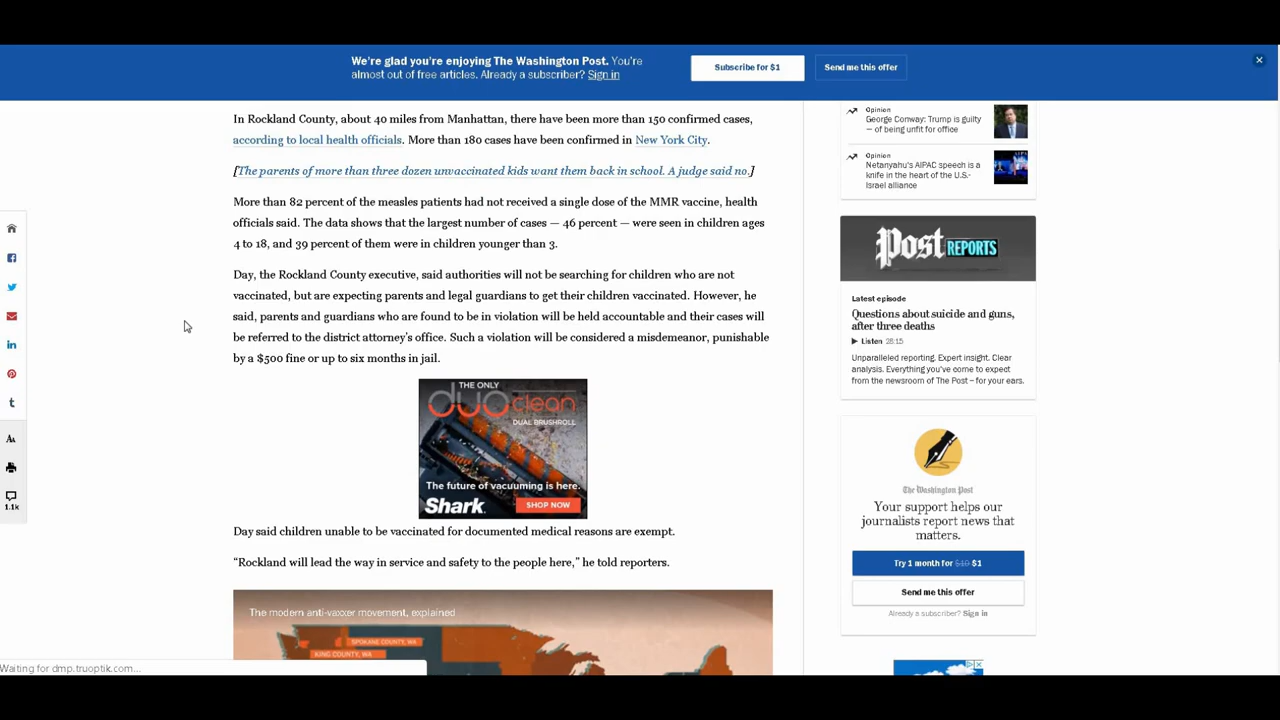 We're glad you're enjoying The Washington Post. You're
almost out of free articles. Already a subscriber? Sign in
Subscribe for $1
Send me this offer
In Rockland County, about 40 miles from Manhattan, there have been more than 150 confirmed cases,
according to local health officials. More than 180 cases have been confirmed in New York City.
[The parents of more than three dozen unvaccinated kids want them back in school. A judge said no.]
More than 82 percent of the measles patients had not received a single dose of the MMR vaccine, health
officials said. The data shows that the largest number of cases — 46 percent — were seen in children ages
4 to 18, and 39 percent of them were in children younger than 3.
Day, the Rockland County executive, said authorities will not be searching for children who are not
vaccinated, but are expecting parents and legal guardians to get their children vaccinated. However, he
said, parents and guardians who are found to be in violation will be held accountable and their cases will
be referred to the district attorney's office. Such a violation will be considered a misdemeanor, punishable
by a $500 fine or up to six months in jail.
THE ONLY
duoclean
DUAL BRUSHROLL
The future of vacuuming is here.
Shark
SHOP NOW
Day said children unable to be vaccinated for documented medical reasons are exempt.
“Rockland will lead the way in service and safety to the people here,” he told reporters.
The modern anti-vaxxer movement, explained
SPOKANE COUNTY, WA
KING COUNTY, WA
Opinion
George Conway: Trump is guilty
— of being unfit for office
Opinion
Netanyahu's AIPAC speech is a
knife in the heart of the U.S.-
Israel alliance
Post REPORTS
Latest episode
Questions about suicide and guns,
after three deaths
Listen 28:15
Unparalleled reporting. Expert insight. Clear
analysis. Everything you've come to expect
from the newsroom of The Post – for your ears.
The Washington Post
Your support helps our
journalists report news that
matters.
Try 1 month for $10 $1
Send me this offer
Already a subscriber? Sign in
AA
1.1k
Waiting for dmp.truoptik.com...